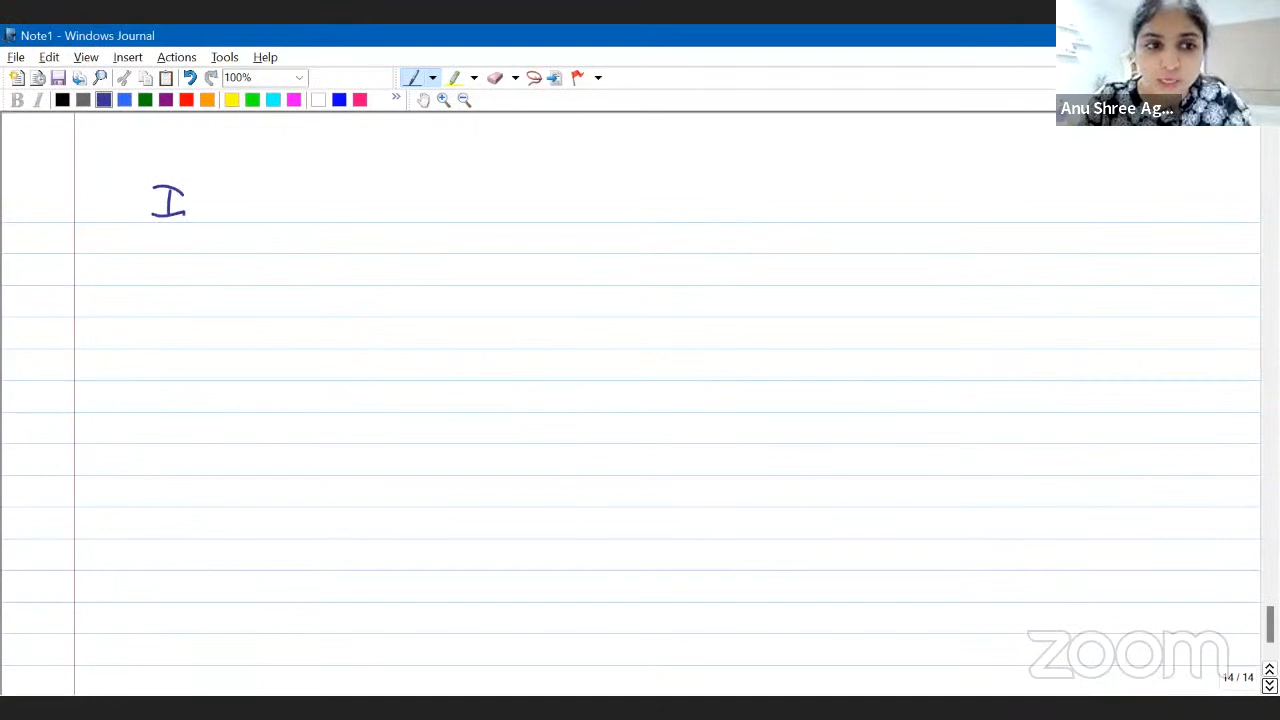 Note1 - Windows Journal
File Edit View Insert Actions Tools Help
100%
B I
Anu Shree Ag...
I
zoom
14 / 14